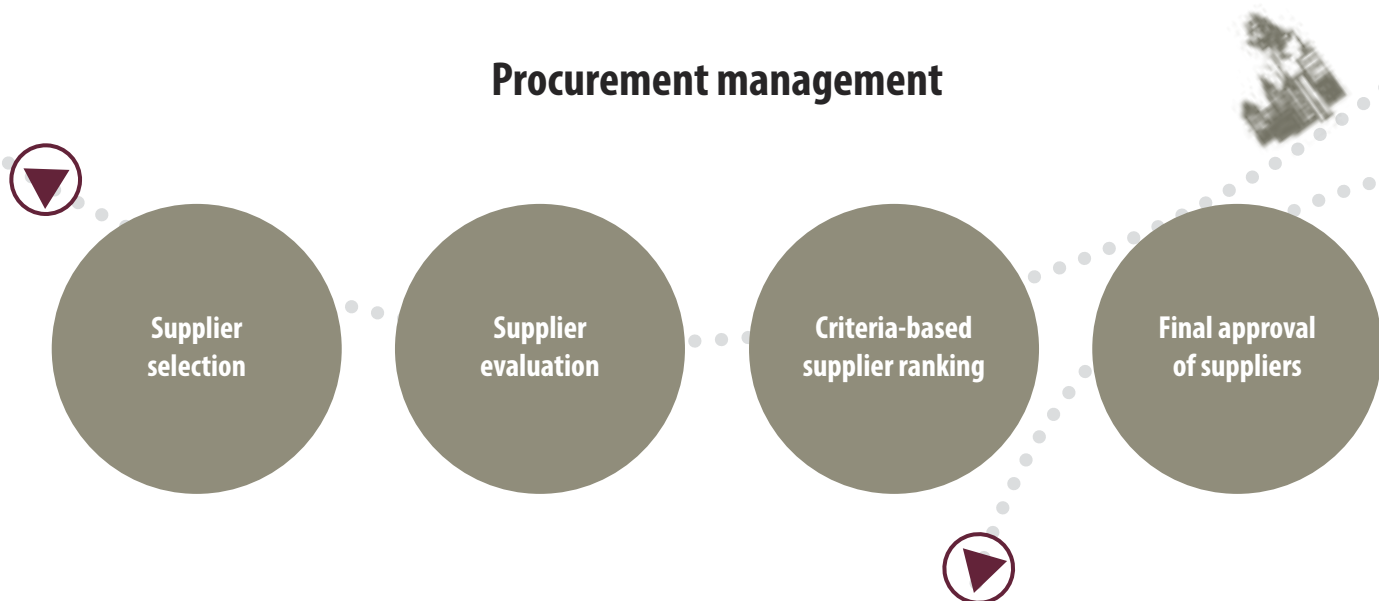 Procurement management
Supplier
selection
Supplier
evaluation
Criteria-based
supplier ranking
Final approval
of suppliers